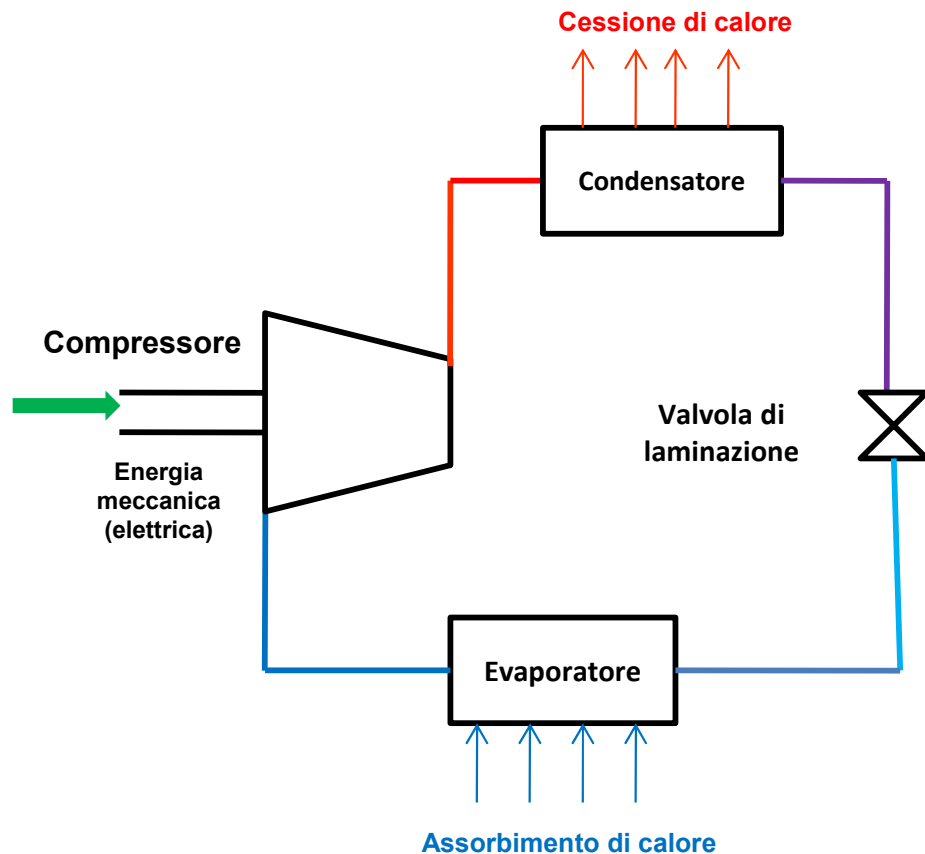 Cessione di calore
Condensatore
Compressore
Energia
meccanica
(elettrica)
Valvola di
laminazione
Evaporatore
Assorbimento di calore